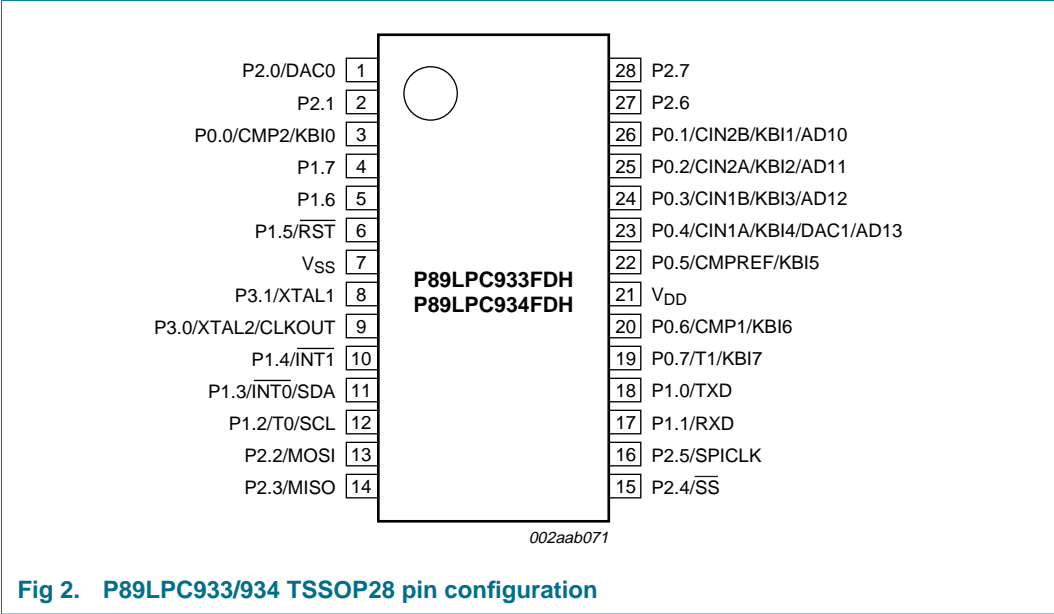 P2.0/DAC0 1 28 P2.7
P2.1 2 27 P2.6
P0.0/CMP2/KBI0 3 26 P0.1/CIN2B/KBI1/AD10
P1.7 4 25 P0.2/CIN2A/KBI2/AD11
P1.6 5 24 P0.3/CIN1B/KBI3/AD12
P1.5/RST 6 23 P0.4/CIN1A/KBI4/DAC1/AD13
VSS 7 22 P0.5/CMPREF/KBI5
P89LPC933FDH
P3.1/XTAL1 8 21 VDD
P89LPC934FDH
P3.0/XTAL2/CLKOUT 9 20 P0.6/CMP1/KBI6
P1.4/INT1 10 19 P0.7/T1/KBI7
P1.3/INT0/SDA 11 18 P1.0/TXD
P1.2/T0/SCL 12 17 P1.1/RXD
P2.2/MOSI 13 16 P2.5/SPICLK
P2.3/MISO 14 15 P2.4/SS
002aab071
Fig 2. P89LPC933/934 TSSOP28 pin configuration